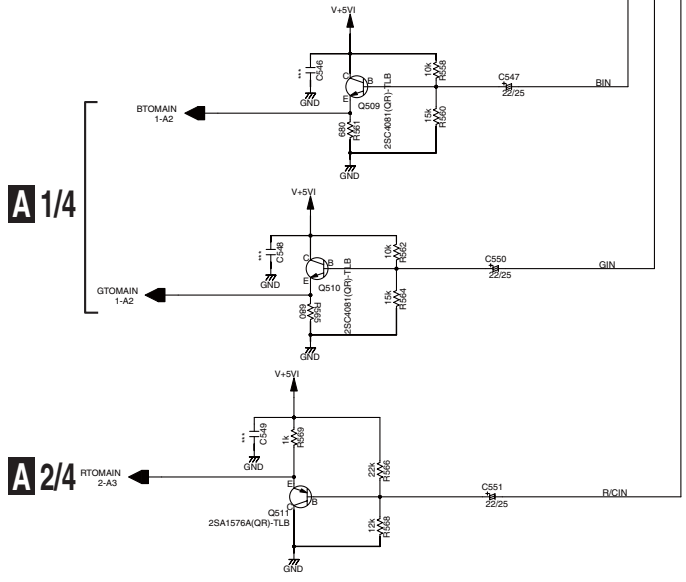 V+5VI
C546
***
GND
10k
R558
C547
22/25
BIN
C
B
E
Q509
2SC4081(QR)-TLB
BTOMAIN
1-A2
680
R561
15k
R560
GND
A 1/4
V+5VI
C548
***
GND
10k
R562
C550
22/25
GIN
C
B
E
Q510
2SC4081(QR)-TLB
GTOMAIN
1-A2
680
R565
15k
R564
GND
V+5VI
C549
***
GND
1k
R569
22k
R566
A 2/4
RTOMAIN
2-A3
E
C
B
Q511
2SA1576A(QR)-TLB
C551
22/25
R/CIN
12k
R568
GND